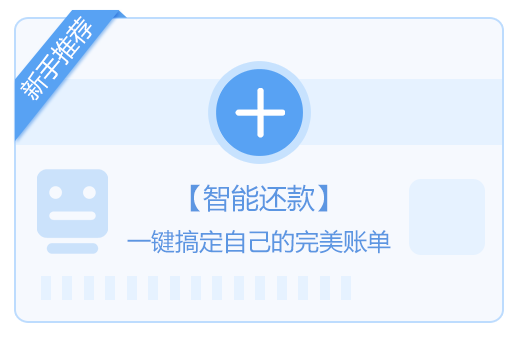 新手推荐
【智能还款】
一键搞定自己的完美账单